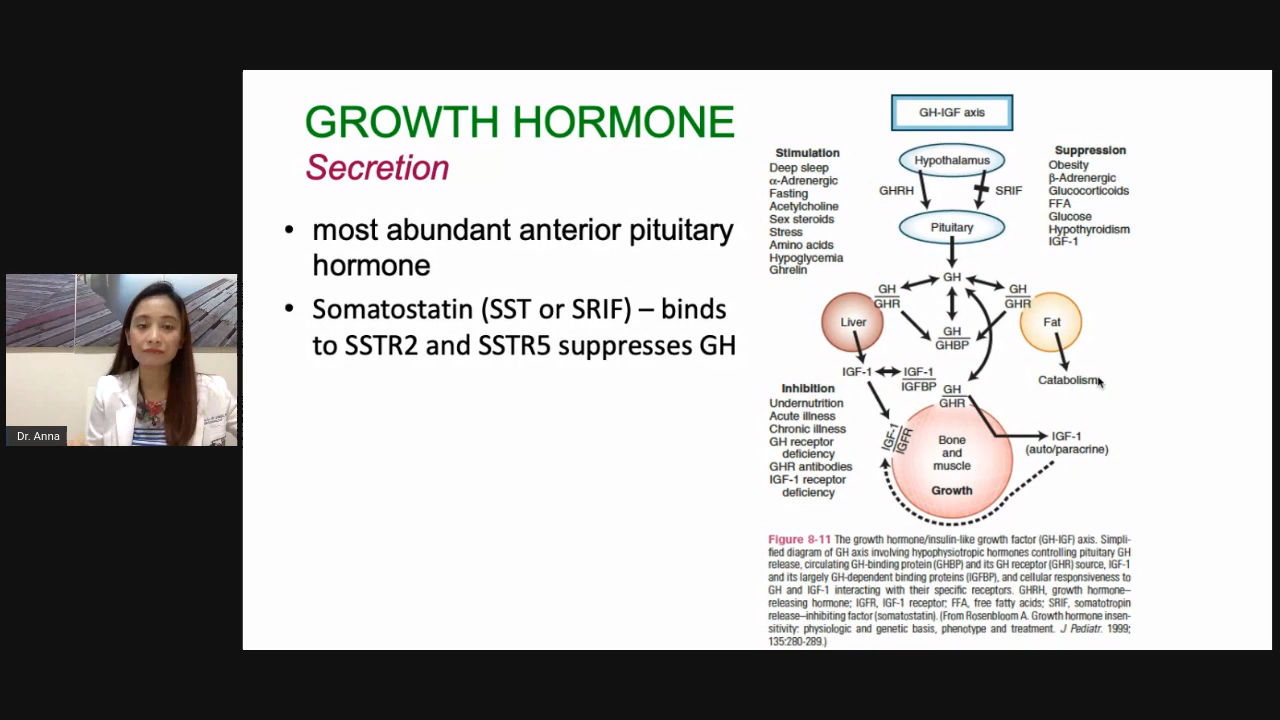 GROWTH HORMONE
Secretion
• most abundant anterior pituitary
hormone
• Somatostatin (SST or SRIF) – binds
to SSTR2 and SSTR5 suppresses GH
Dr. Anna
GH-IGF axis
Stimulation
Deep sleep
α-Adrenergic
Fasting
Acetylcholine
Sex steroids
Stress
Amino acids
Hypoglycemia
Ghrelin
Hypothalamus
GHRH
SRIF
Pituitary
Suppression
Obesity
β-Adrenergic
Glucocorticoids
FFA
Glucose
Hypothyroidism
IGF-1
GH
GH
GHR
GH
GHR
Liver
GH
GHBP
Fat
IGF-1
IGF-1
IGFBP
Catabolism
Inhibition
Undernutrition
Acute illness
Chronic illness
GH receptor
deficiency
GHR antibodies
IGF-1 receptor
deficiency
GH
GHR
IGF-1
IGFR
Bone
and
muscle
Growth
IGF-1
(auto/paracrine)
Figure 8-11 The growth hormone/insulin-like growth factor (GH-IGF) axis. Simpli-
fied diagram of GH axis involving hypophysiotropic hormones controlling pituitary GH
release, circulating GH-binding protein (GHBP) and its GH receptor (GHR) source, IGF-1
and its largely GH-dependent binding proteins (IGFBP), and cellular responsiveness to
GH and IGF-1 interacting with their specific receptors. GHRH, growth hormone–
releasing hormone; IGFR, IGF-1 receptor; FFA, free fatty acids; SRIF, somatotropin
release–inhibiting factor (somatostatin). (From Rosenbloom A. Growth hormone insen-
sitivity: physiologic and genetic basis, phenotype and treatment. J Pediatr. 1999;
135:280-289.)